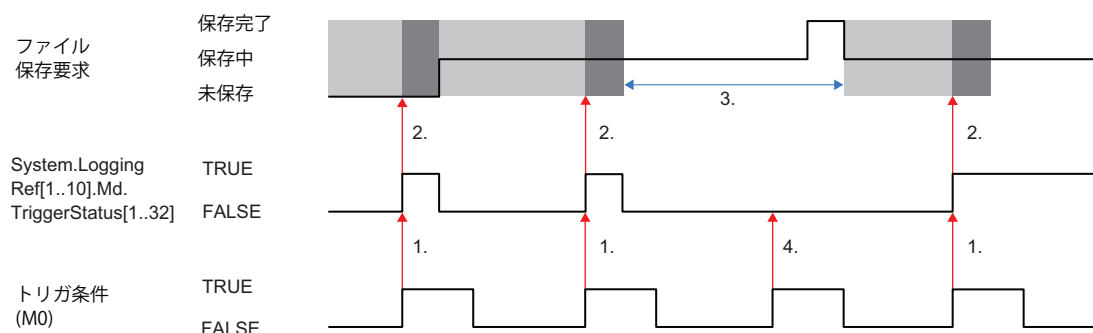 保存完了
ファイル
保存要求
保存中
未保存
3.
2.
2.
2.
System.Logging
Ref[1..10].Md.
TriggerStatus[1..32]
TRUE
FALSE
1.
1.
4.
1.
トリガ条件
(M0)
TRUE
FALSE